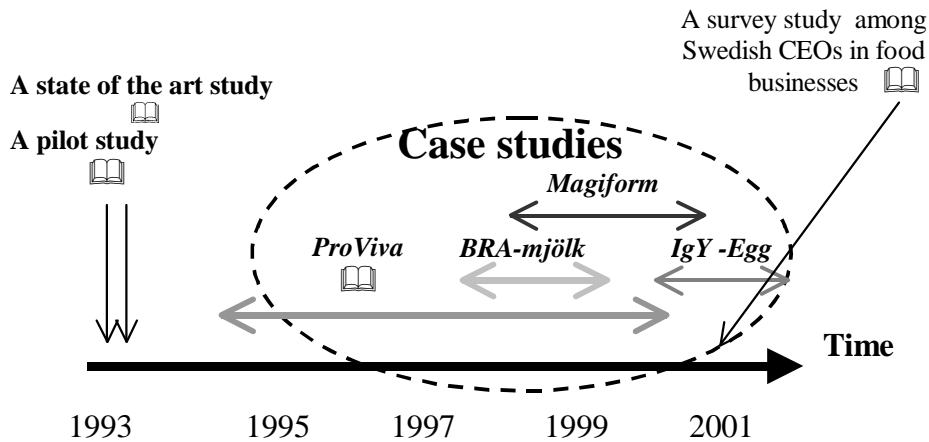 A survey study among
Swedish CEOs in food
businesses
A state of the art study
A pilot study
Case studies
Magiform
ProViva
BRA-mjölk
IgY -Egg
Time
1993
1995
1997
1999
2001